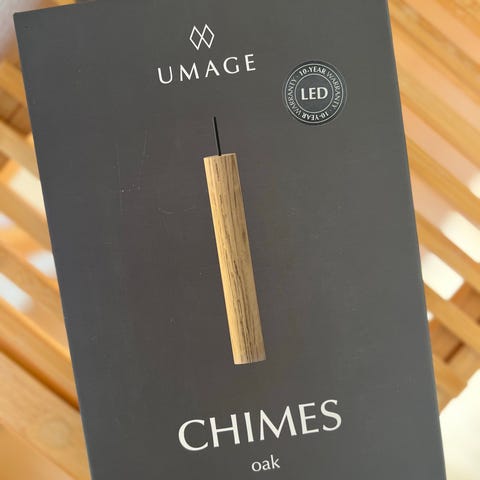 UMAGE
10-YEAR WARRANTY · 10-YEAR WARRANTY ·
LED
CHIMES
oak